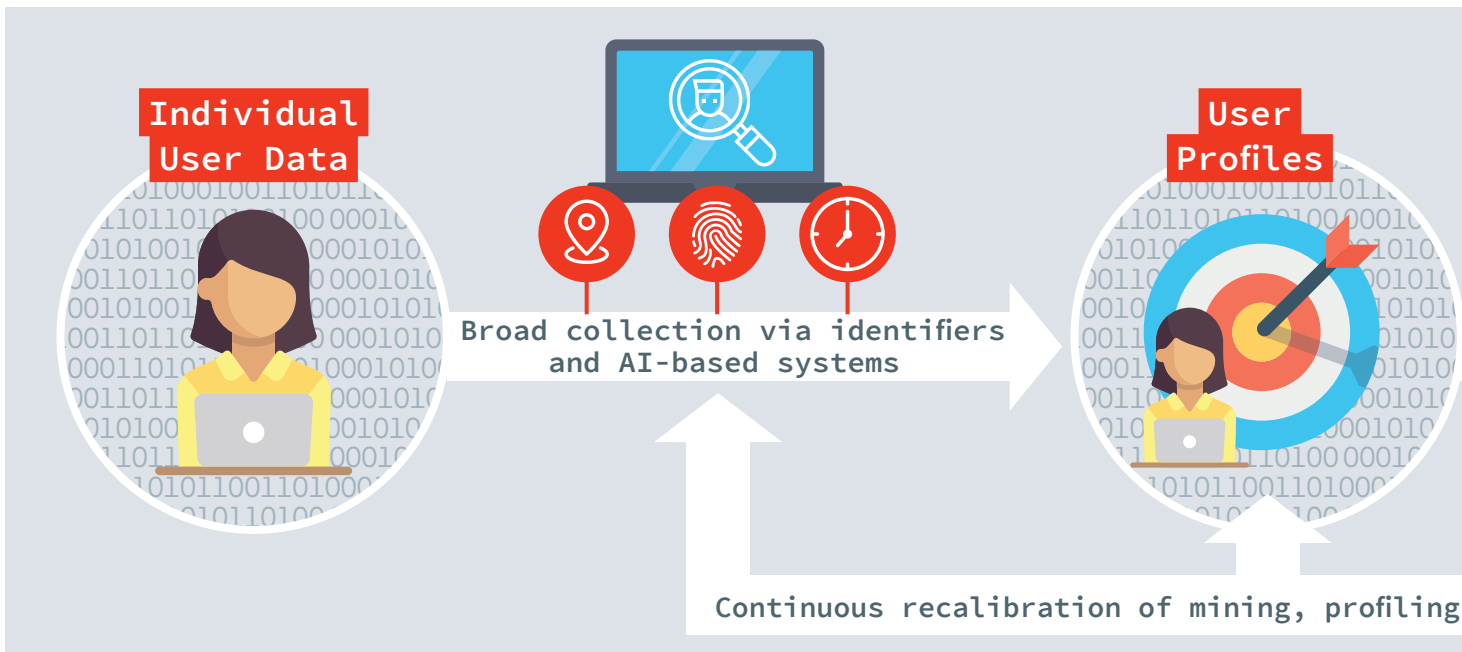 Individual
User Data
Broad collection via identifiers
and AI-based systems
User
Profiles
Continuous recalibration of mining, profiling